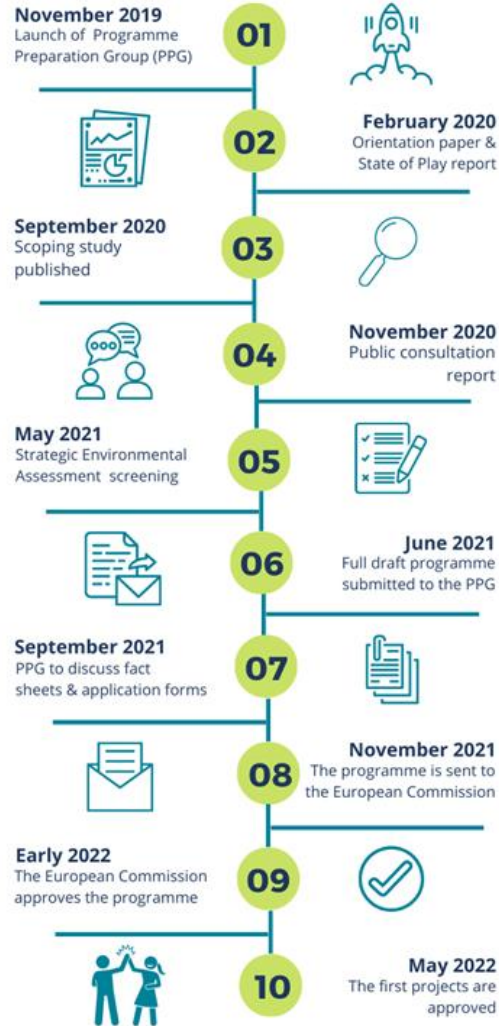 November 2019
Launch of Programme
Preparation Group (PPG)
01
February 2020
Orientation paper &
State of Play report
02
September 2020
Scoping study
published
03
November 2020
Public consultation
report
04
May 2021
Strategic Environmental
Assessment screening
05
June 2021
Full draft programme
submitted to the PPG
06
September 2021
PPG to discuss fact
sheets & application forms
07
November 2021
The programme is sent to
the European Commission
08
Early 2022
The European Commission
approves the programme
09
May 2022
The first projects are
approved
10